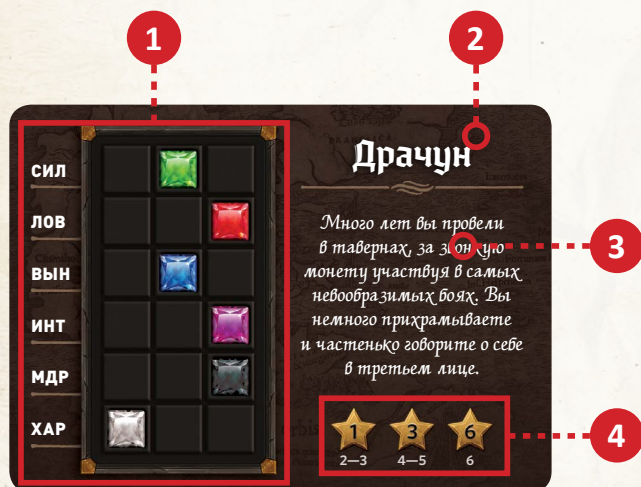 1
2
СИЛ
ЛОВ
ВЫН
ИНТ
МДР
ХАР
Драчун
Много лет вы провели
в тавернах, за звонкую
монету участвуя в самых
невообразимых боях. Вы
немного прихрамываете
и частенько говорите о себе
в третьем лице.
3
1 3 6
2—3 4—5 6
4